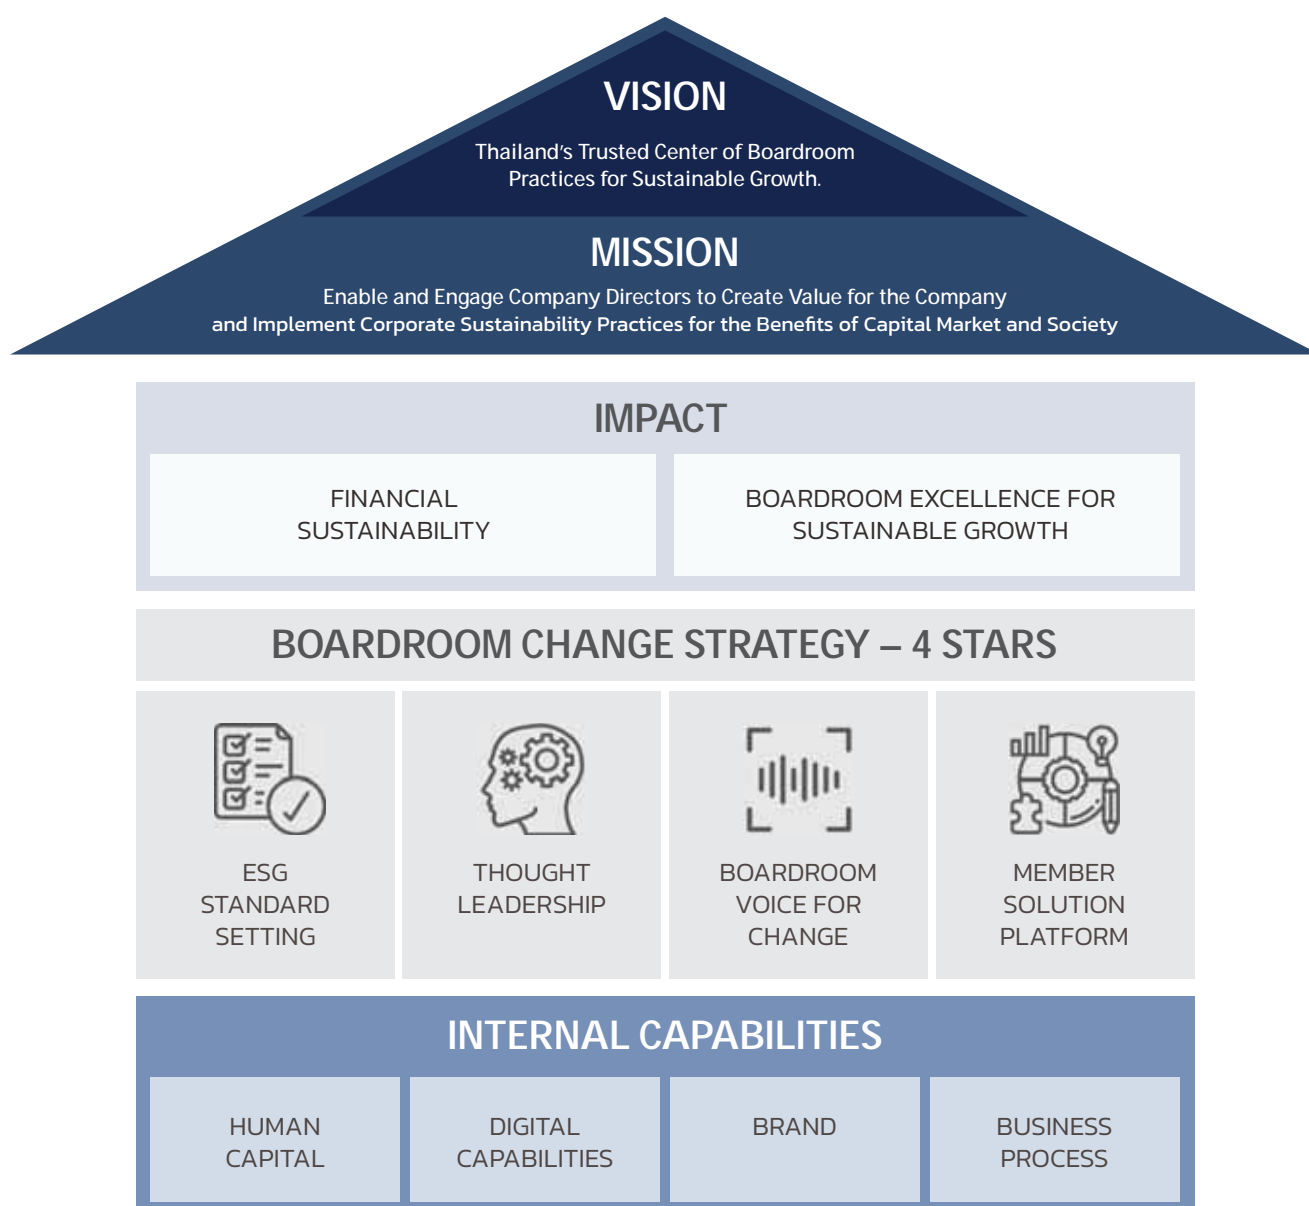 VISION
Thailand's Trusted Center of Boardroom
Practices for Sustainable Growth.
MISSION
Enable and Engage Company Directors to Create Value for the Company
and Implement Corporate Sustainability Practices for the Benefits of Capital Market and Society
IMPACT
FINANCIAL
SUSTAINABILITY
BOARDROOM EXCELLENCE FOR
SUSTAINABLE GROWTH
BOARDROOM CHANGE STRATEGY – 4 STARS
ESG
STANDARD
SETTING
THOUGHT
LEADERSHIP
BOARDROOM
VOICE FOR
CHANGE
MEMBER
SOLUTION
PLATFORM
INTERNAL CAPABILITIES
HUMAN
CAPITAL
DIGITAL
CAPABILITIES
BRAND
BUSINESS
PROCESS